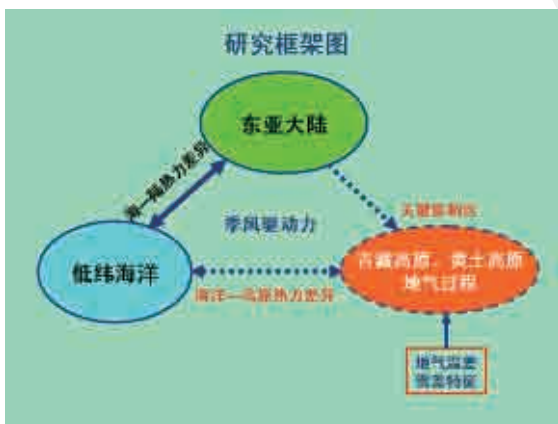 研究框架图
东亚大陆
海—陆热力差异
季风驱动力
关键影响区
低纬海洋
青藏高原、黄土高原
地气过程
海洋—高原热力差异
地气温差
积雪特征